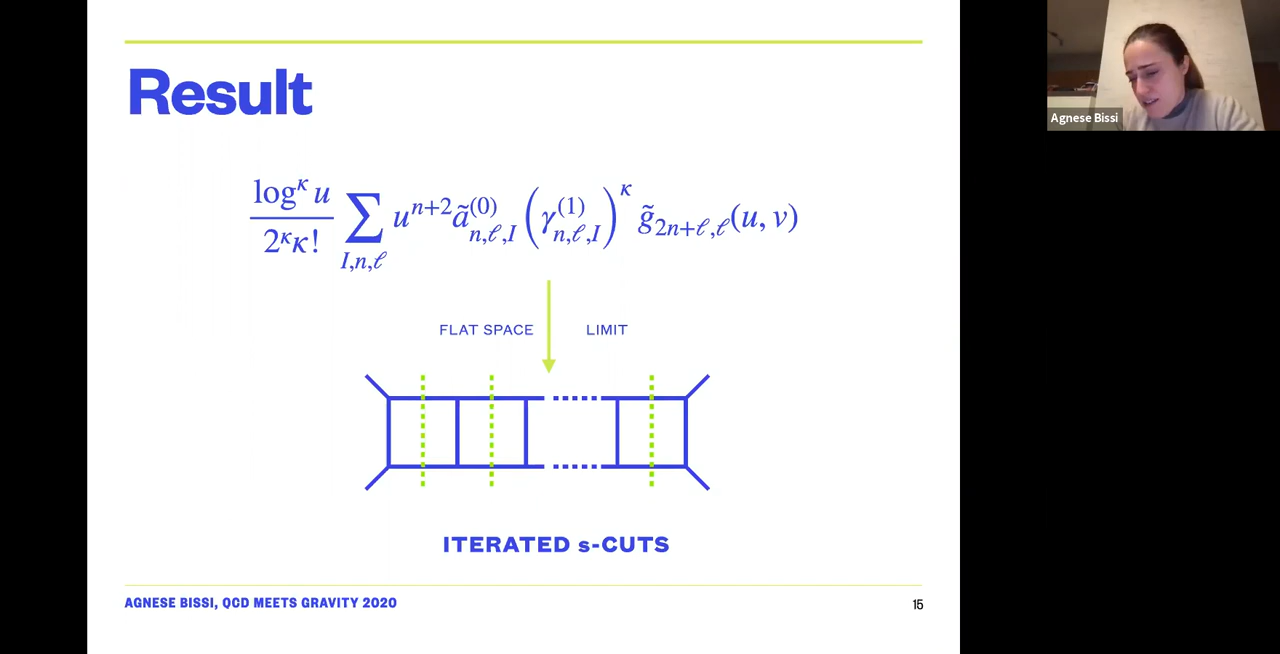 Result
\frac{\log^{\kappa} u}{2^{\kappa} \kappa!} \sum_{I,n,\ell} u^{n+2} \tilde{a}^{(0)}_{n,\ell,I} \left( \gamma^{(1)}_{n,\ell,I} \right)^{\kappa} \tilde{g}_{2n+\ell,\ell}(u, v)
FLAT SPACE LIMIT
ITERATED s-CUTS
AGNESE BISSI, QCD MEETS GRAVITY 2020
15
Agnese Bissi